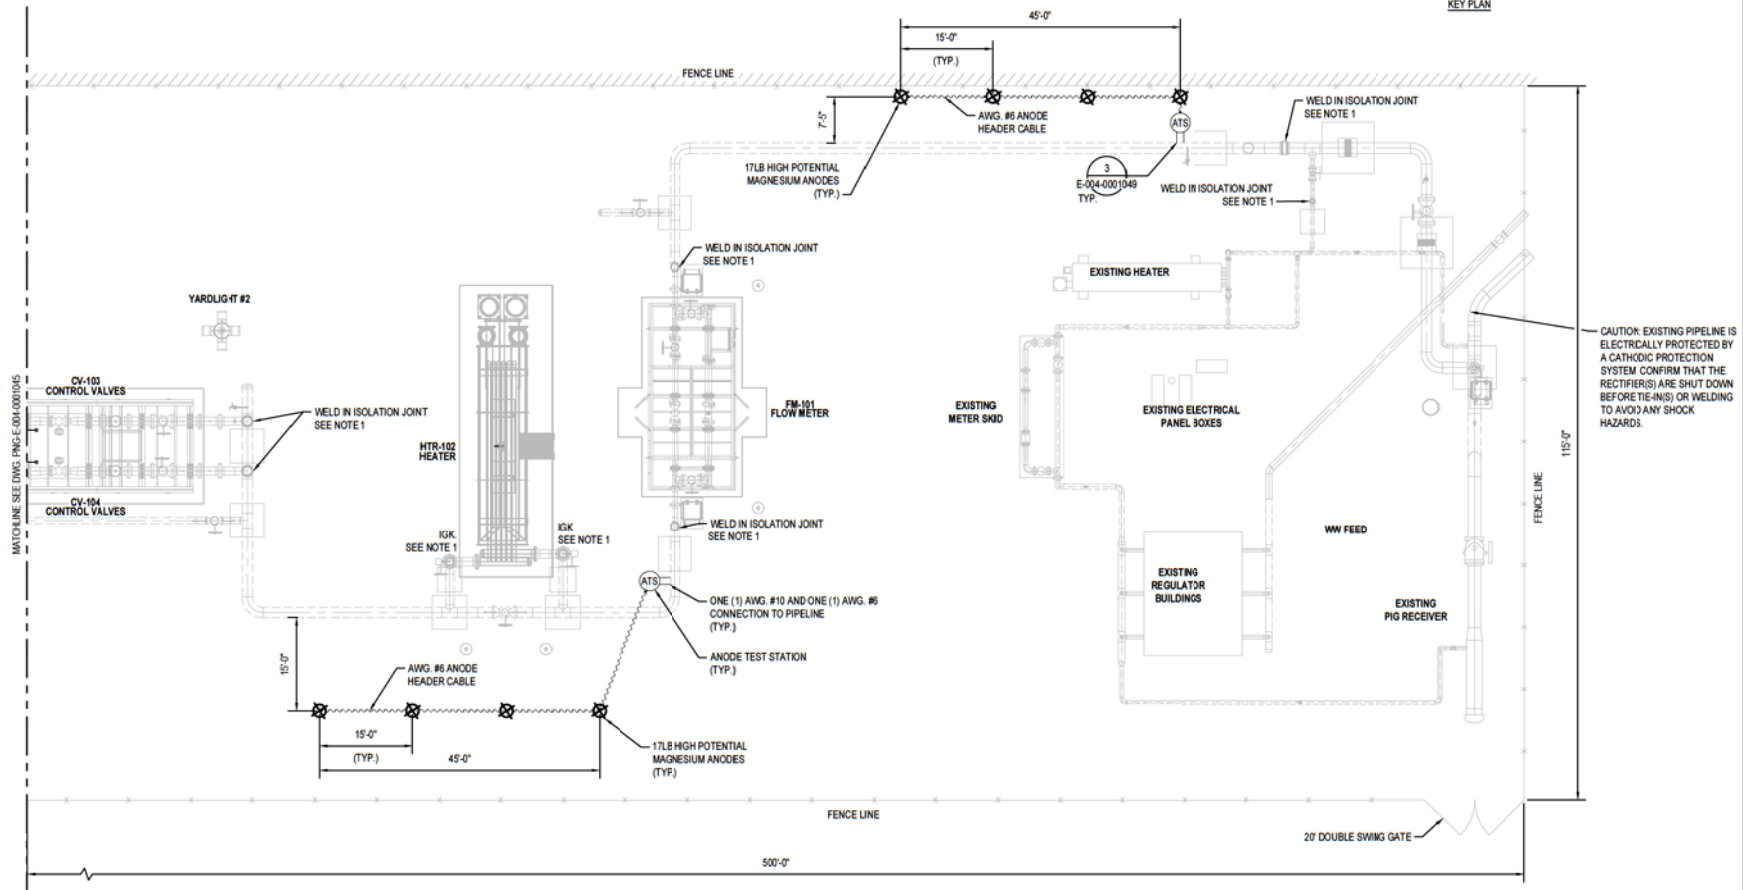 KEY PLAN
45'-0"
15'-0"
(TYP.)
FENCE LINE
7'-5"
AWG. #6 ANODE
HEADER CABLE
ATS
WELD IN ISOLATION JOINT
SEE NOTE 1
17LB HIGH POTENTIAL
MAGNESIUM ANODES
(TYP.)
3
E-004-0001049
TYP.
WELD IN ISOLATION JOINT
SEE NOTE 1
WELD IN ISOLATION JOINT
SEE NOTE 1
EXISTING HEATER
YARDLIGHT #2
CAUTION: EXISTING PIPELINE IS
ELECTRICALLY PROTECTED BY
A CATHODIC PROTECTION
SYSTEM CONFIRM THAT THE
RECTIFIER(S) ARE SHUT DOWN
BEFORE TIE-IN(S) OR WELDING
TO AVOID ANY SHOCK
HAZARDS.
MATCHLINE SEE DWG. PNG-E-004-0001045
CV-103
CONTROL VALVES
WELD IN ISOLATION JOINT
SEE NOTE 1
HTR-102
HEATER
FM-101
FLOW METER
EXISTING
METER SKID
EXISTING ELECTRICAL
PANEL BOXES
115'-0"
FENCE LINE
CV-104
CONTROL VALVES
IGK.
SEE NOTE 1
IGK
SEE NOTE 1
WELD IN ISOLATION JOINT
SEE NOTE 1
WW FEED
EXISTING
REGULATOR
BUILDINGS
EXISTING
PIG RECEIVER
ATS
ONE (1) AWG. #10 AND ONE (1) AWG. #6
CONNECTION TO PIPELINE
(TYP.)
ANODE TEST STATION
(TYP.)
15'-0"
AWG. #6 ANODE
HEADER CABLE
15'-0"
(TYP.)
45'-0"
17LB HIGH POTENTIAL
MAGNESIUM ANODES
(TYP.)
FENCE LINE
20' DOUBLE SWING GATE
500'-0"